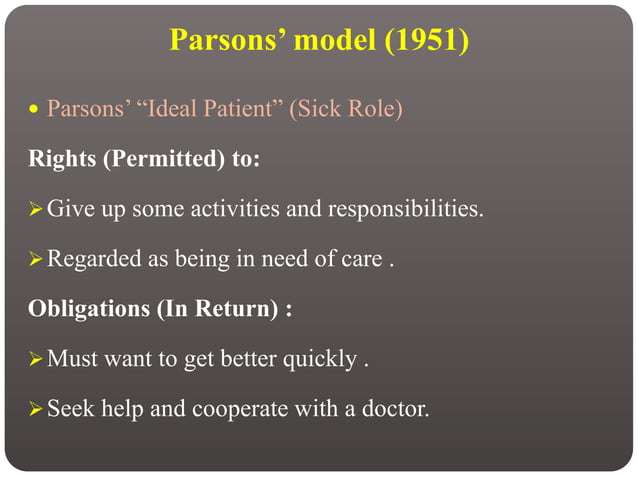 Parsons’ model (1951)
Parsons’ “Ideal Patient” (Sick Role)
Rights (Permitted) to:
Give up some activities and responsibilities.
Regarded as being in need of care .
Obligations (In Return) :
Must want to get better quickly .
Seek help and cooperate with a doctor.